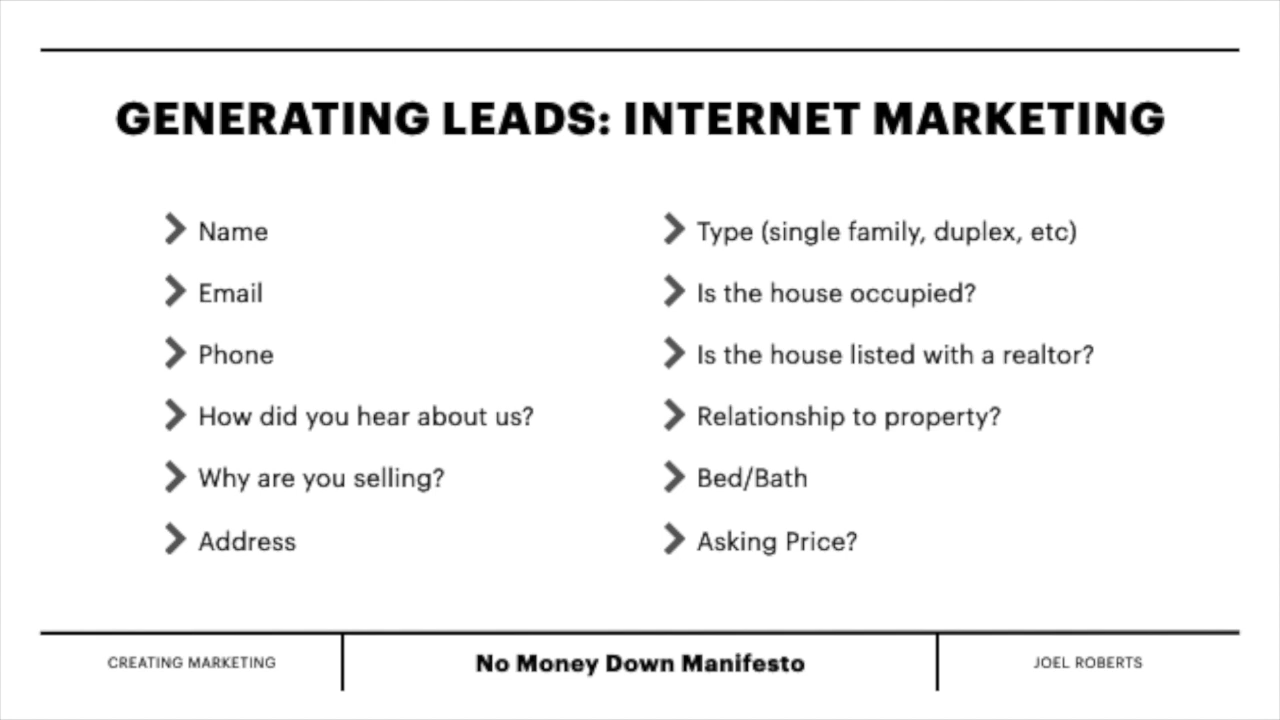 GENERATING LEADS: INTERNET MARKETING
Name
Email
Phone
How did you hear about us?
Why are you selling?
Address
Type (single family, duplex, etc)
Is the house occupied?
Is the house listed with a realtor?
Relationship to property?
Bed/Bath
Asking Price?
CREATING MARKETING
No Money Down Manifesto
JOEL ROBERTS